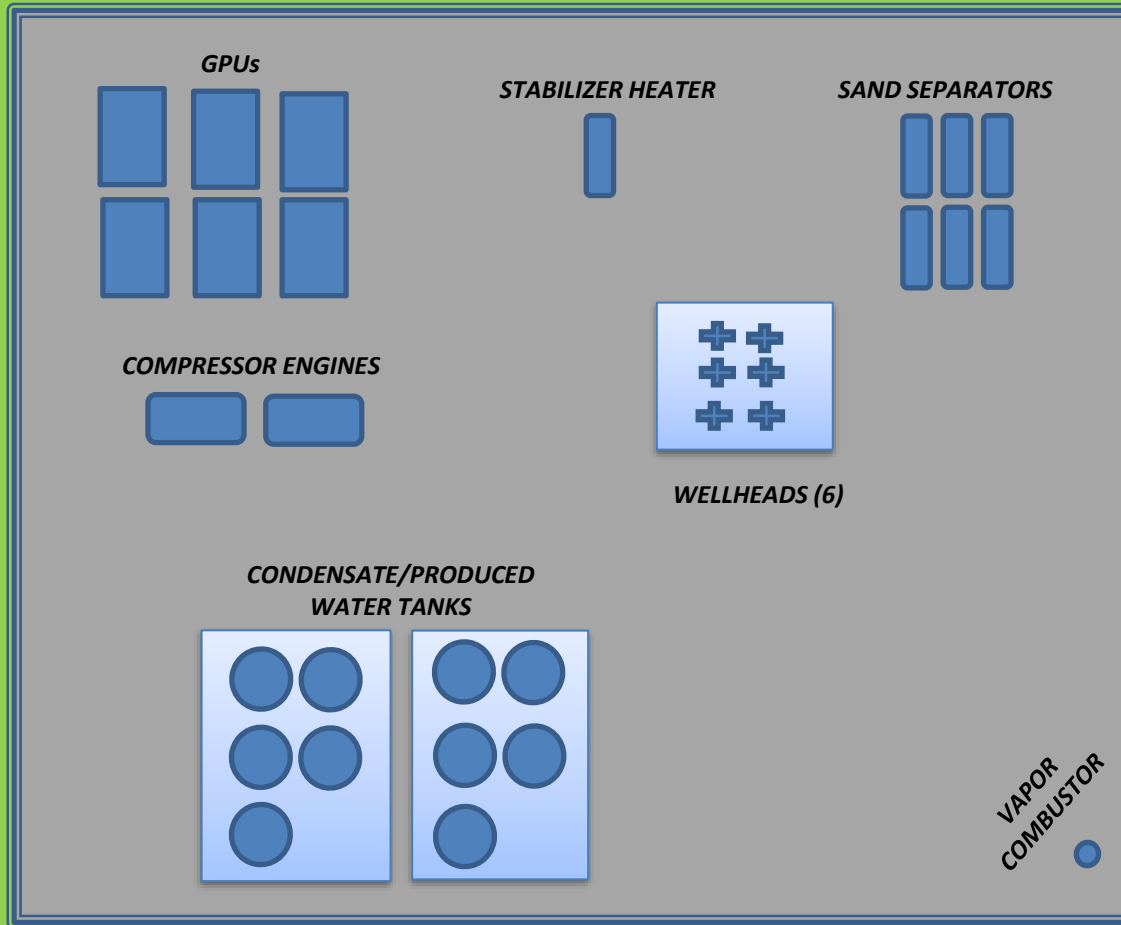 GPUs
STABILIZER HEATER
SAND SEPARATORS
COMPRESSOR ENGINES
WELLHEADS (6)
CONDENSATE/PRODUCED
WATER TANKS
VAPOR
COMBUSTOR